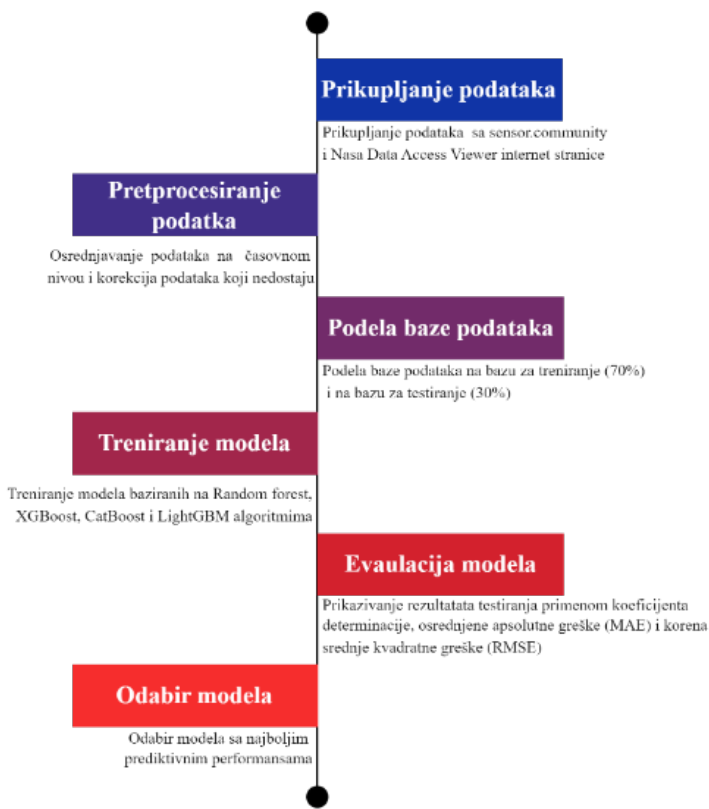 Prikupljanje podataka
Prikupljanje podataka sa sensor.community
i Nasa Data Access Viewer internet stranice
Pretprocesiranje
podatka
Osrednjavanje podataka na časovnom
nivou i korekcija podataka koji nedostaju
Podela baze podataka
Podela baze podataka na bazu za treniranje (70%)
i na bazu za testiranje (30%)
Treniranje modela
Treniranje modela baziranih na Random forest,
XGBoost, CatBoost i LightGBM algoritmima
Evaulacija modela
Prikazivanje rezultatata testiranja primenom koeficijenta
determinacije, osrednjene apsolutne greške (MAE) i korena
srednje kvadratne greške (RMSE)
Odabir modela
Odabir modela sa najboljim
prediktivnim performansama